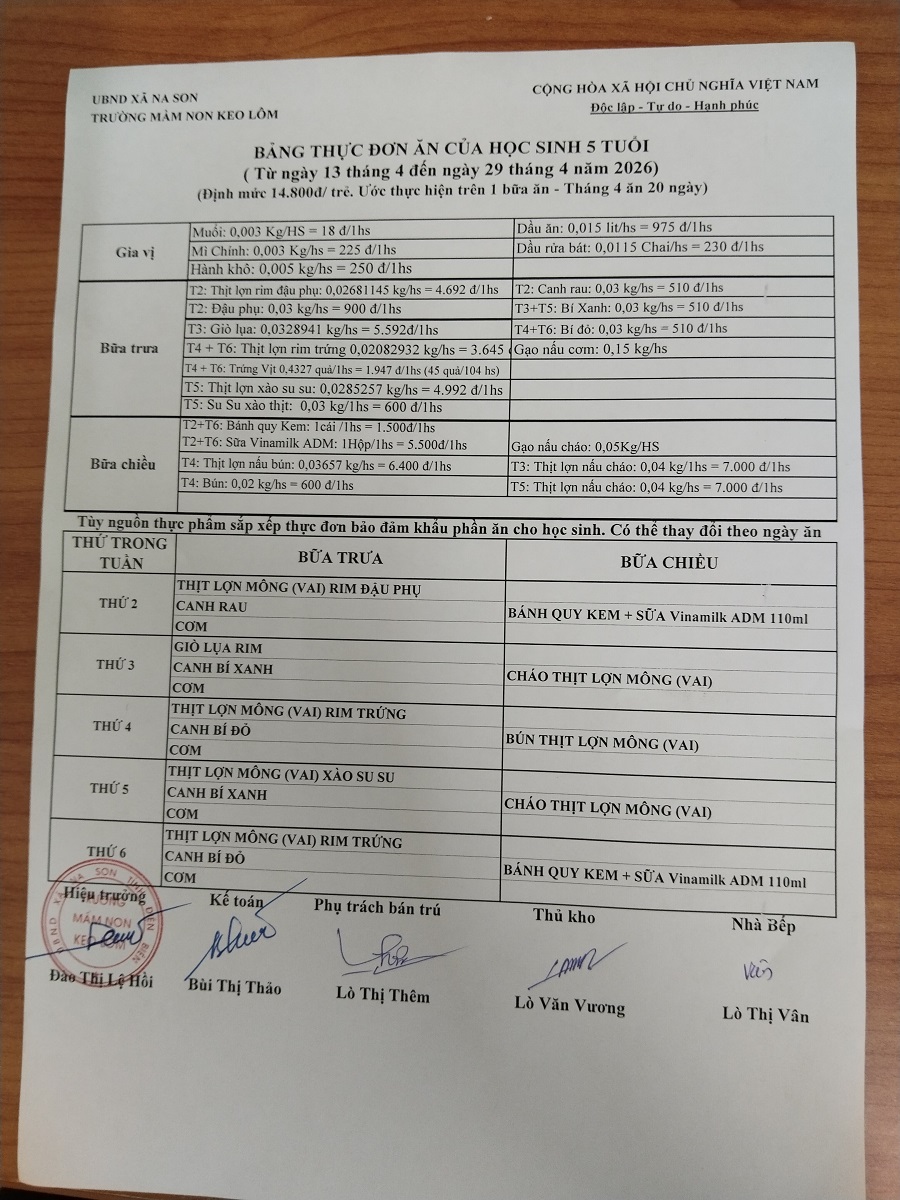 UBND XÃ NA SON
TRƯỜNG MẦM NON KEO LÔM
CỘNG HÒA XÃ HỘI CHỦ NGHĨA VIỆT NAM
Độc lập - Tự do - Hạnh phúc
BẢNG THỰC ĐƠN ĂN CỦA HỌC SINH 5 TUỔI
( Từ ngày 13 tháng 4 đến ngày 29 tháng 4 năm 2026)
(Định mức 14.800đ/ trẻ. Ước thực hiện trên 1 bữa ăn - Tháng 4 ăn 20 ngày)
Gia vị
Muối: 0,003 Kg/HS = 18 đ/1hs
Dầu ăn: 0,015 lit/hs = 975 đ/1hs
Mì Chính: 0,003 Kg/hs = 225 đ/1hs
Dầu rửa bát: 0,0115 Chai/hs = 230 đ/1hs
Hành khô: 0,005 kg/hs = 250 đ/1hs
Bữa trưa
T2: Thịt lợn rim đậu phụ: 0,02681145 kg/hs = 4.692 đ/1hs
T2: Canh rau: 0,03 kg/hs = 510 đ/1hs
T2: Đậu phụ: 0,03 kg/hs = 900 đ/1hs
T3+T5: Bí Xanh: 0,03 kg/hs = 510 đ/1hs
T3: Giò lụa: 0,0328941 kg/hs = 5.592đ/1hs
T4+T6: Bí đỏ: 0,03 kg/hs = 510 đ/1hs
T4 + T6: Thịt lợn rim trứng 0,02082932 kg/hs = 3.645
Gạo nấu cơm: 0,15 kg/hs
T4 + T6: Trứng Vịt 0,4327 quả/1hs = 1.947 đ/1hs (45 quả/104 hs)
T5: Thịt lợn xào su su: 0,0285257 kg/hs = 4.992 đ/1hs
T5: Su Su xào thịt: 0,03 kg/1hs = 600 đ/1hs
Bữa chiều
T2+T6: Bánh quy Kem: 1cái /1hs = 1.500đ/1hs
T2+T6: Sữa Vinamilk ADM: 1Hộp/1hs = 5.500đ/1hs
Gạo nấu cháo: 0,05Kg/HS
T4: Thịt lợn nấu bún: 0,03657 kg/hs = 6.400 đ/1hs
T3: Thịt lợn nấu cháo: 0,04 kg/1hs = 7.000 đ/1hs
T4: Bún: 0,02 kg/hs = 600 đ/1hs
T5: Thịt lợn nấu cháo: 0,04 kg/1hs = 7.000 đ/1hs
Tùy nguồn thực phẩm sắp xếp thực đơn bảo đảm khẩu phần ăn cho học sinh. Có thể thay đổi theo ngày ăn
THỨ TRONG
TUẦN
BỮA TRƯA
BỮA CHIỀU
THỨ 2
THỊT LỢN MÔNG (VAI) RIM ĐẬU PHỤ
CANH RAU
CƠM
BÁNH QUY KEM + SỮA Vinamilk ADM 110ml
THỨ 3
GIÒ LỤA RIM
CANH BÍ XANH
CƠM
CHÁO THỊT LỢN MÔNG (VAI)
THỨ 4
THỊT LỢN MÔNG (VAI) RIM TRỨNG
CANH BÍ ĐỎ
CƠM
BÚN THỊT LỢN MÔNG (VAI)
THỨ 5
THỊT LỢN MÔNG (VAI) XÀO SU SU
CANH BÍ XANH
CƠM
CHÁO THỊT LỢN MÔNG (VAI)
THỨ 6
THỊT LỢN MÔNG (VAI) RIM TRỨNG
CANH BÍ ĐỎ
CƠM
BÁNH QUY KEM + SỮA Vinamilk ADM 110ml
Hiệu trưởng
Kế toán
Phụ trách bán trú
Thủ kho
Nhà Bếp
UBND XÃ NA SON TỈNH ĐIỆN BIÊN
TRƯỜNG
MẦM NON
KEO LÔM
Đào Thị Lệ Hồi
Bùi Thị Thảo
Lò Thị Thêm
Lò Văn Vương
Lò Thị Vân